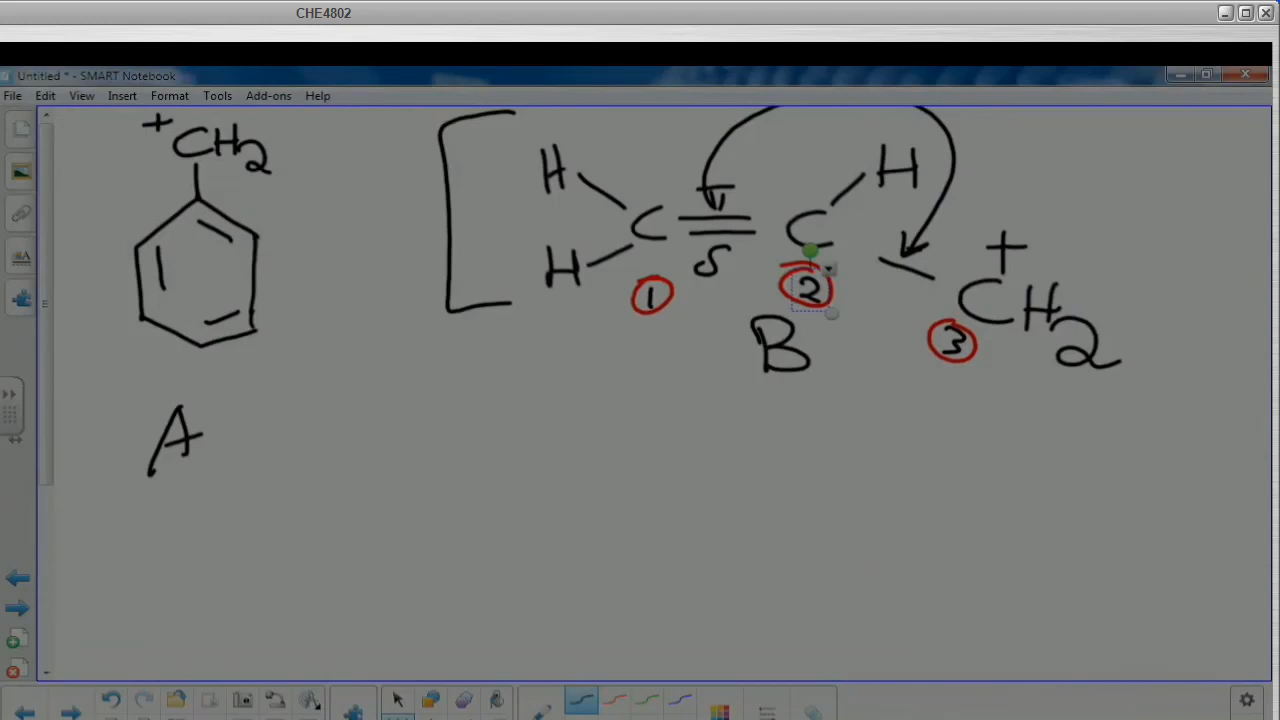 CHE4802
Untitled * - SMART Notebook
File Edit View Insert Format Tools Add-ons Help
+
CH2
H
H
H
C
C
+
CH2
S
1
2
3
B
A